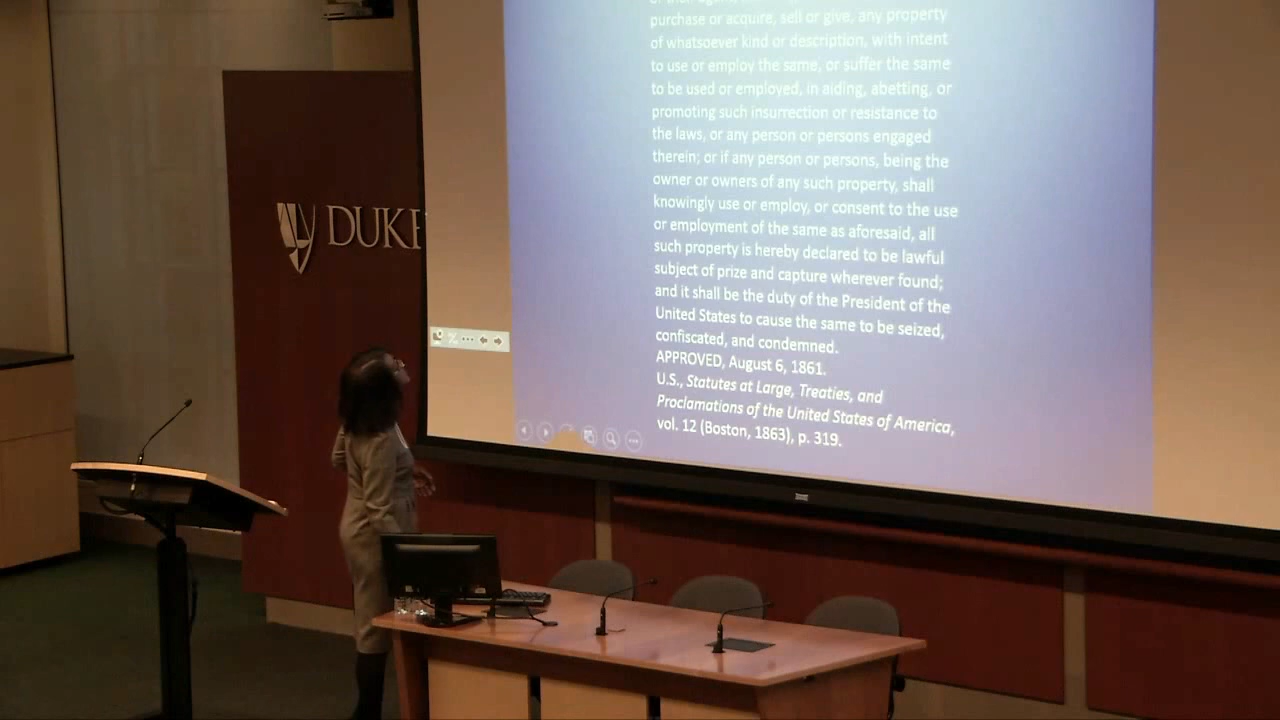 purchase or acquire, sell or give, any property
of whatsoever kind or description, with intent
to use or employ the same, or suffer the same
to be used or employed, in aiding, abetting, or
promoting such insurrection or resistance to
the laws, or any person or persons engaged
therein; or if any person or persons, being the
owner or owners of any such property, shall
knowingly use or employ, or consent to the use
or employment of the same as aforesaid, all
such property is hereby declared to be lawful
subject of prize and capture wherever found;
and it shall be the duty of the President of the
United States to cause the same to be seized,
confiscated, and condemned.
APPROVED, August 6, 1861.
U.S., Statutes at Large, Treaties, and
Proclamations of the United States of America,
vol. 12 (Boston, 1863), p. 319.
DUKE